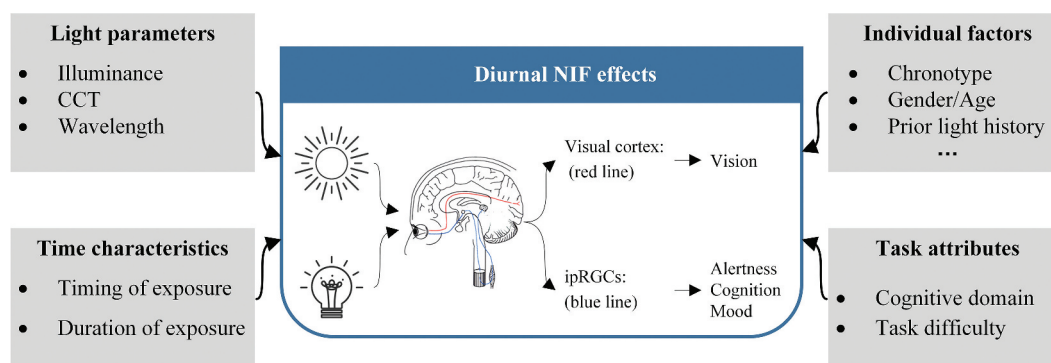 Light parameters
• Illuminance
• CCT
• Wavelength
Time characteristics
• Timing of exposure
• Duration of exposure
Diurnal NIF effects
Visual cortex:
(red line)
Vision
ipRGCs:
(blue line)
Alertness
Cognition
Mood
Individual factors
• Chronotype
• Gender/Age
• Prior light history
...
Task attributes
• Cognitive domain
• Task difficulty